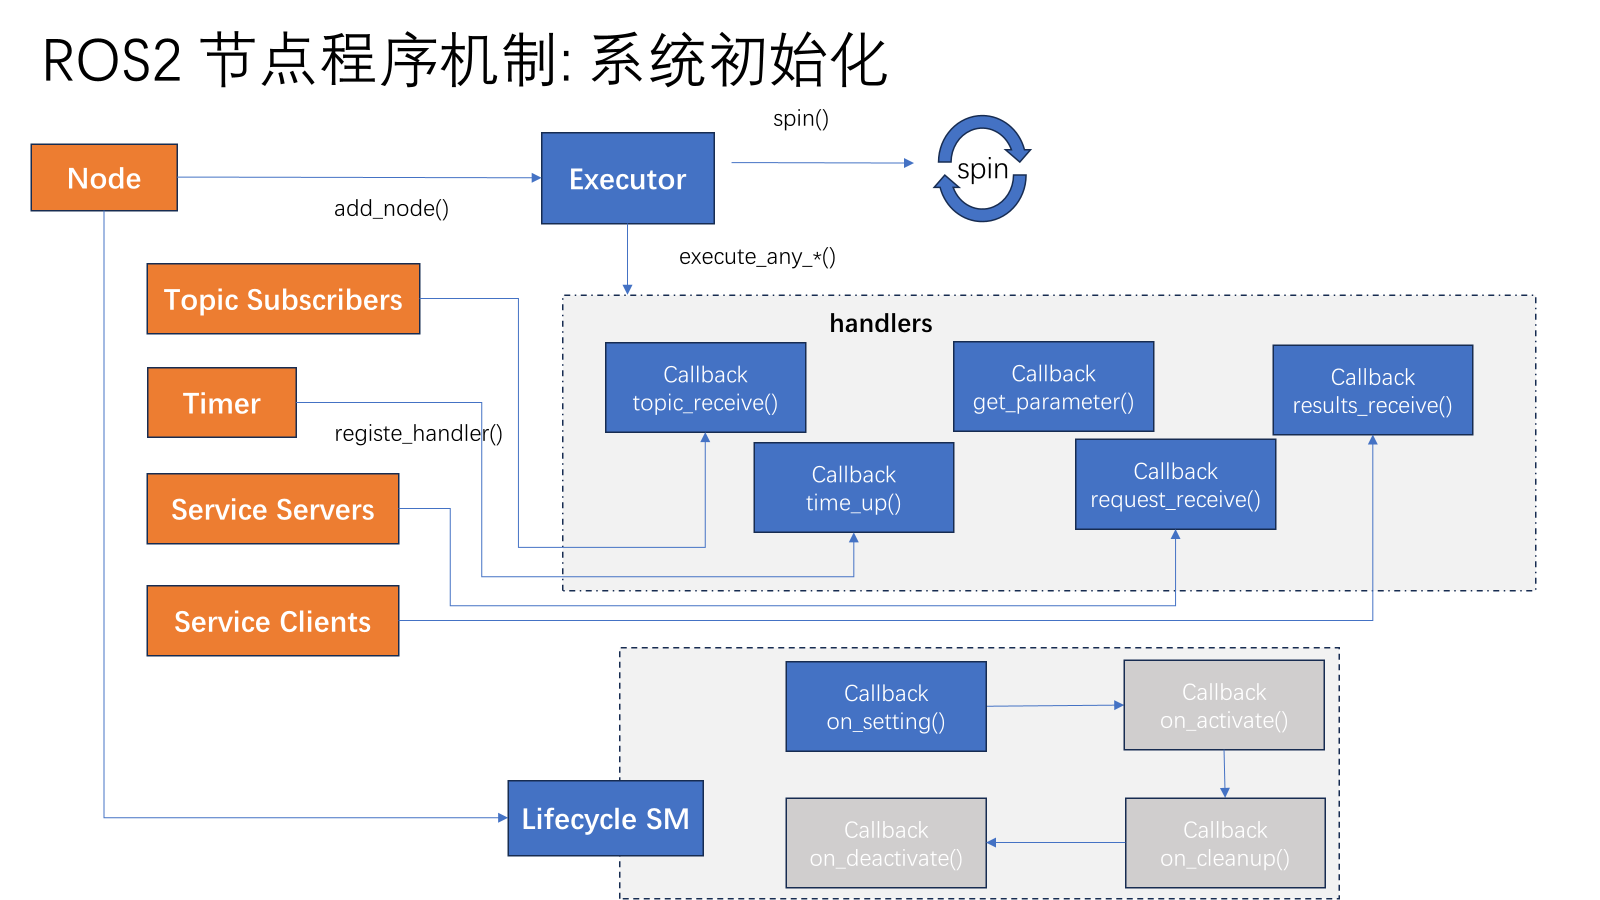 ROS2 节点程序机制: 系统初始化
spin()
Node
Executor
spin
add_node()
execute_any_*()
Topic Subscribers
handlers
Callback
topic_receive()
Callback
get_parameter()
Callback
results_receive()
Timer
registe_handler()
Callback
time_up()
Callback
request_receive()
Service Servers
Service Clients
Callback
on_setting()
Callback
on_activate()
Lifecycle SM
Callback
on_deactivate()
Callback
on_cleanup()